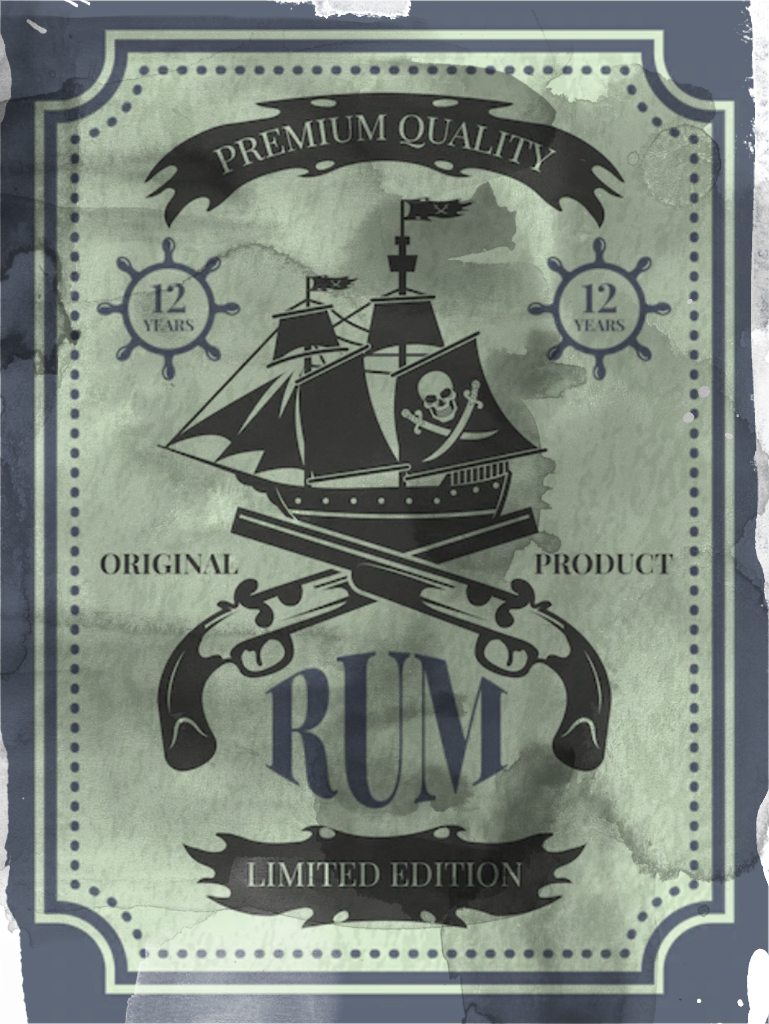 PREMIUM QUALITY
12 YEARS
12 YEARS
ORIGINAL PRODUCT
RUM
LIMITED EDITION